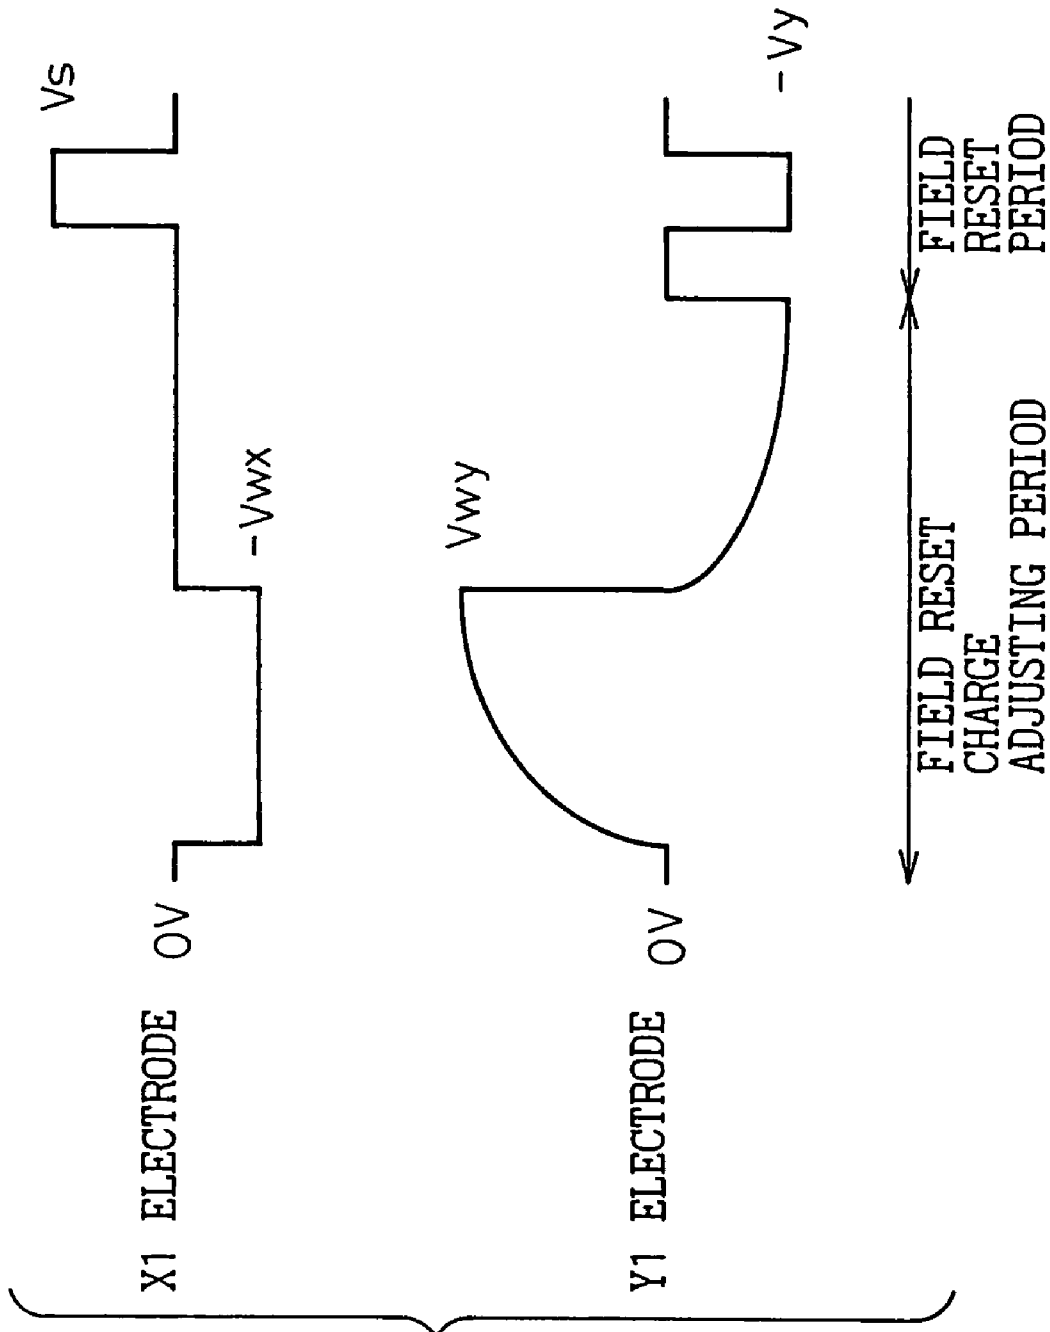 X1 ELECTRODE
0V
-Vwx
Vs
Y1 ELECTRODE
0V
Vwy
-Vy
FIELD RESET
CHARGE
ADJUSTING PERIOD
FIELD
RESET
PERIOD